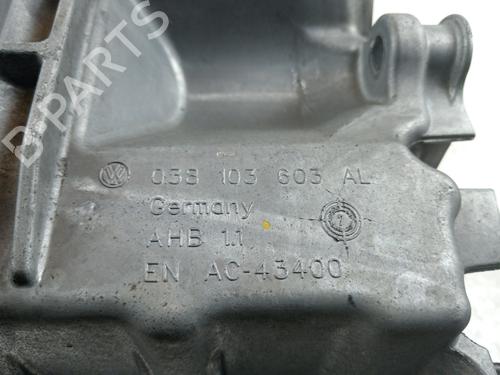 B-PARTS
VW 038 103 603 AL
Germany
AHB 1.1
EN AC-43400